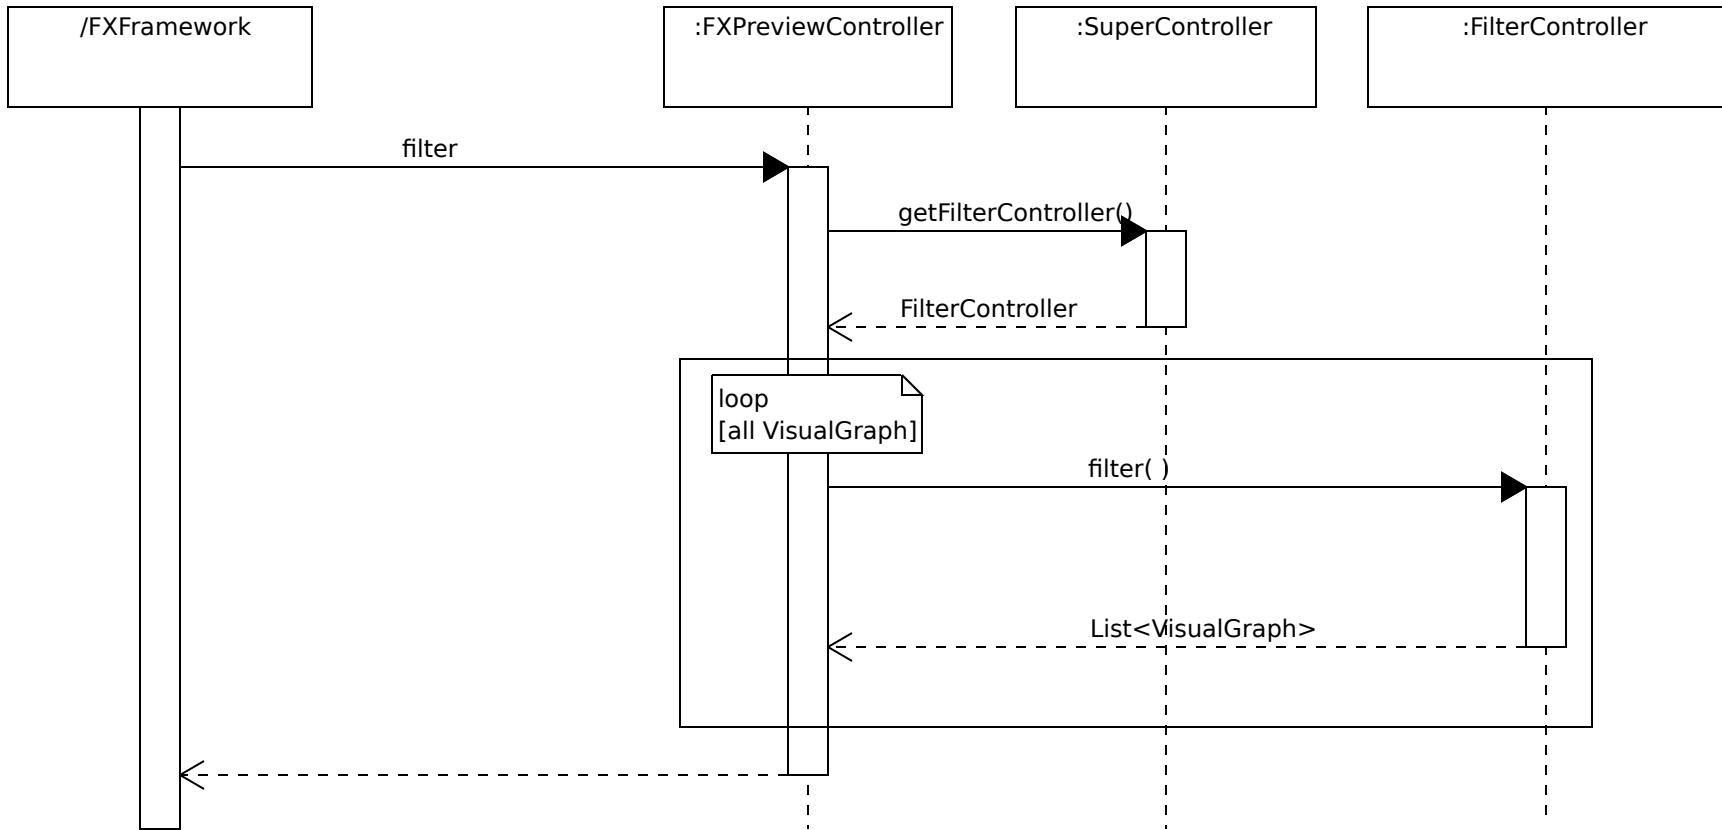 /FXFramework
:FXPreviewController
:SuperController
:FilterController
filter
getFilterController()
FilterController
loop
[all VisualGraph]
filter( )
List<VisualGraph>